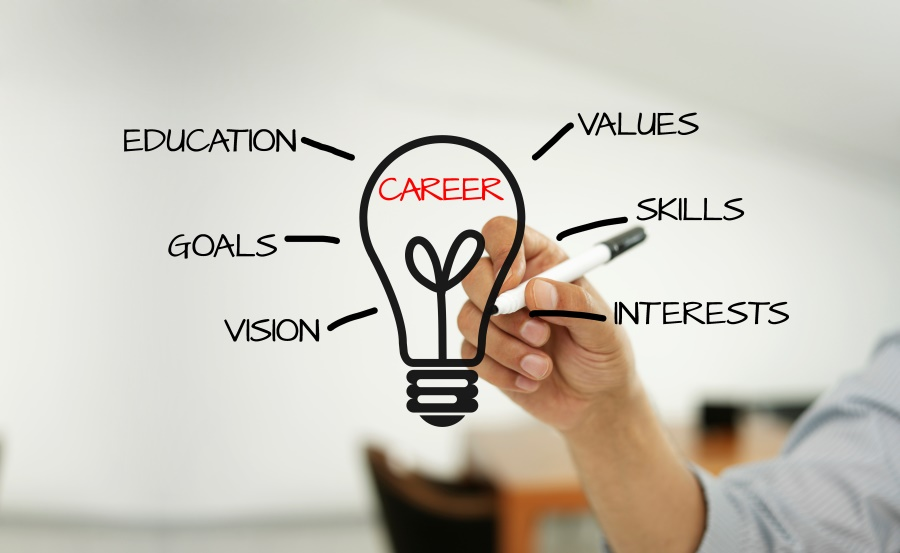 EDUCATION
GOALS
VISION
CAREER
VALUES
SKILLS
INTERESTS